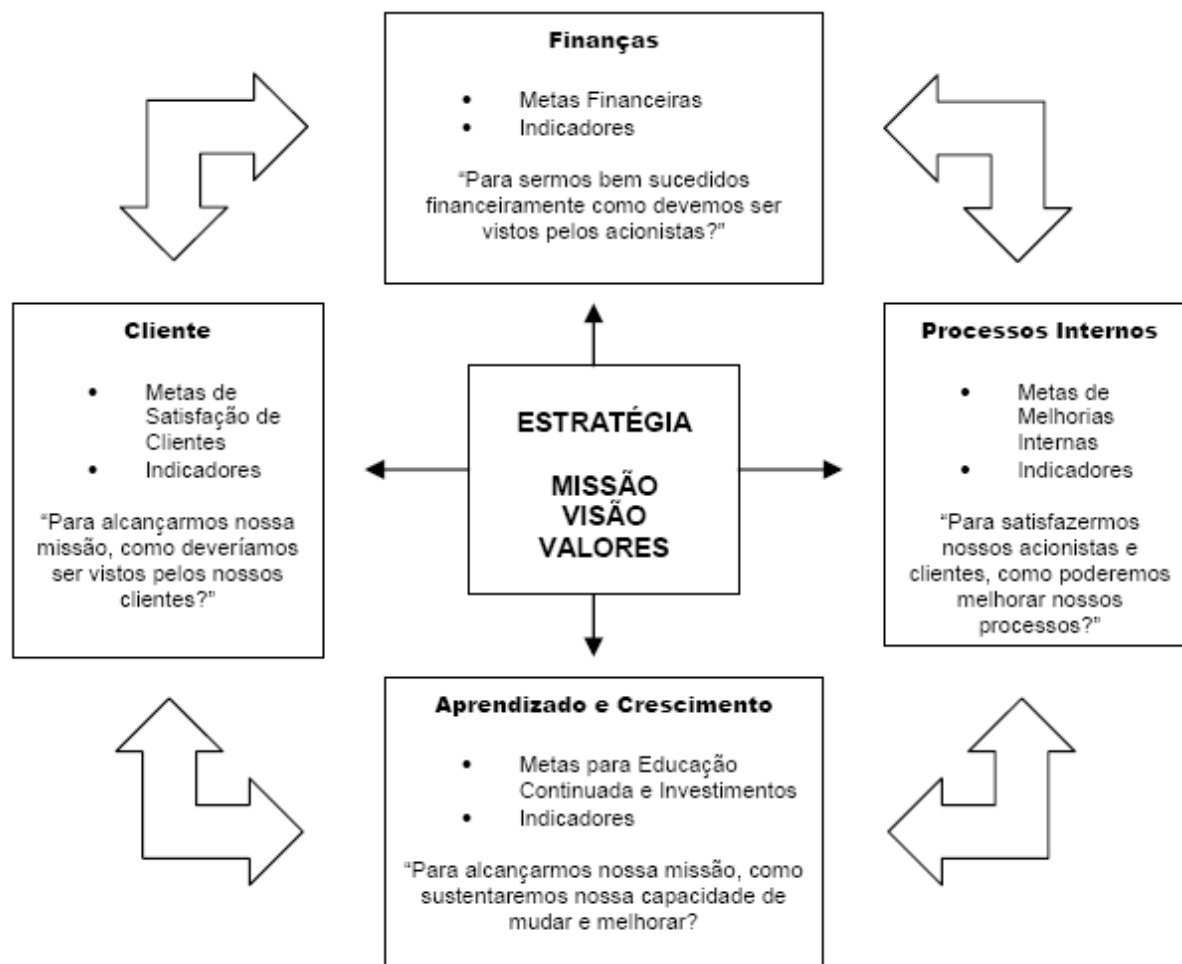 Finanças
• Metas Financeiras
• Indicadores
“Para sermos bem sucedidos
financeiramente como devemos ser
vistos pelos acionistas?”
Cliente
• Metas de
Satisfação de
Clientes
• Indicadores
“Para alcançarmos nossa
missão, como deveríamos
ser vistos pelos nossos
clientes?”
ESTRATÉGIA
MISSÃO
VISÃO
VALORES
Processos Internos
• Metas de
Melhorias
Internas
• Indicadores
“Para satisfazermos
nossos acionistas e
clientes, como poderemos
melhorar nossos
processos?”
Aprendizado e Crescimento
• Metas para Educação
Continuada e Investimentos
• Indicadores
“Para alcançarmos nossa missão, como
sustentaremos nossa capacidade de
mudar e melhorar?